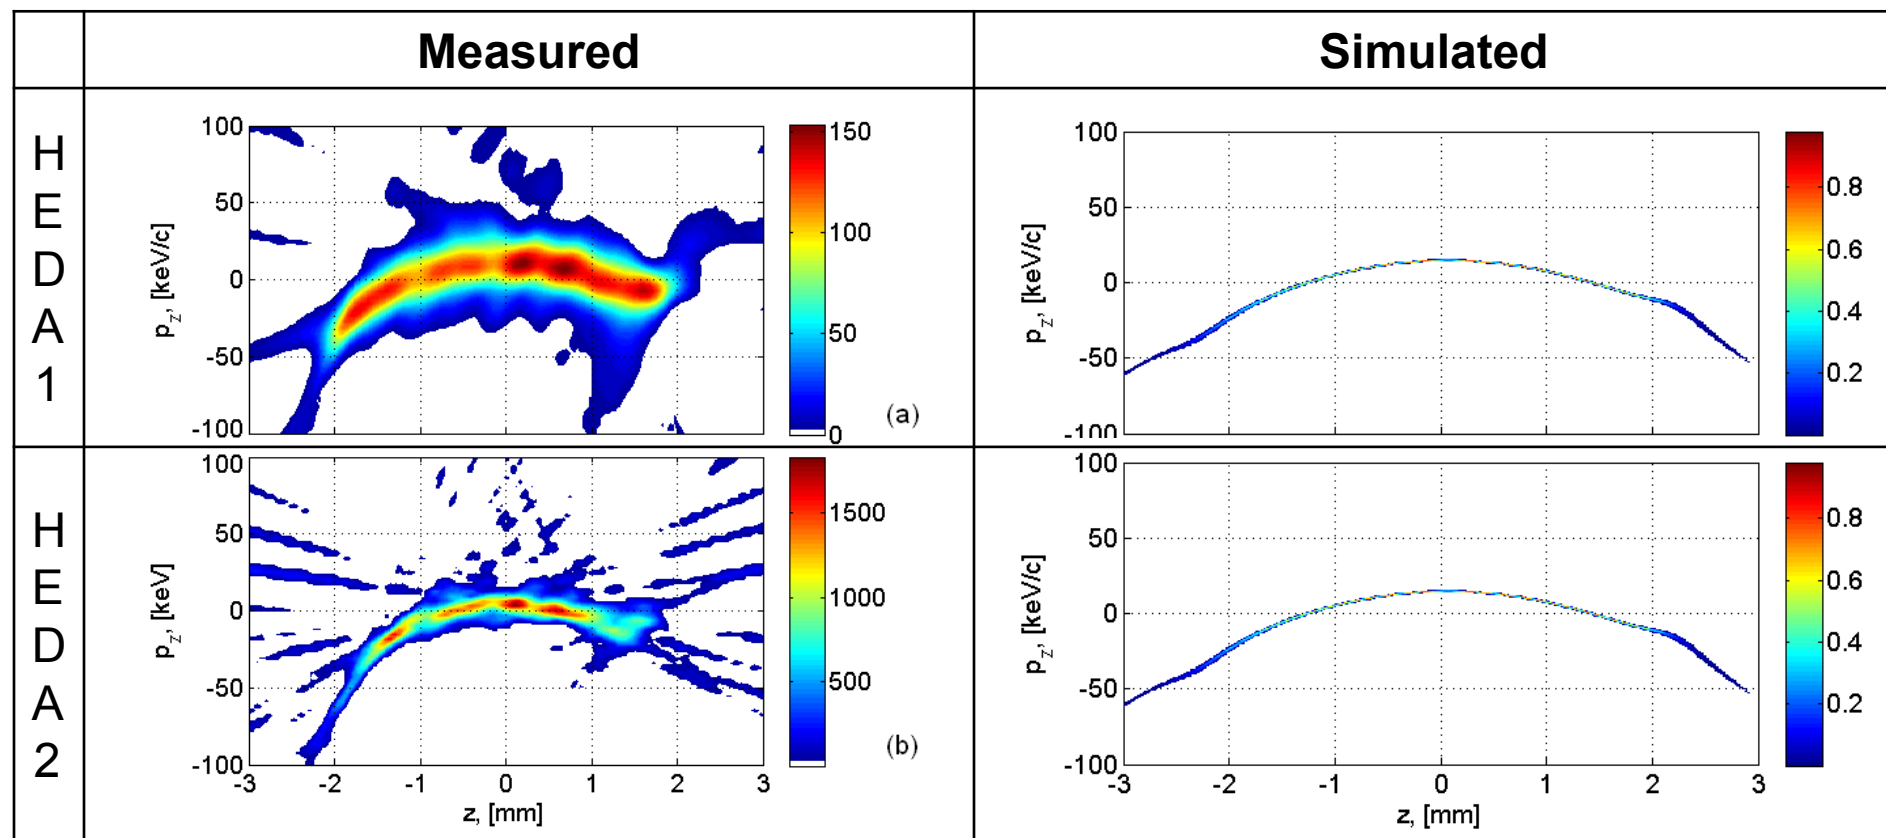 Measured
Simulated
H
E
D
A
1
100
50
0
-50
-100
p_z, [keV/c]
150
100
50
0
(a)
100
50
0
-50
-100
p_z, [keV/c]
0.8
0.6
0.4
0.2
H
E
D
A
2
100
50
0
-50
-100
p_z, [keV]
-3 -2 -1 0 1 2 3
z, [mm]
1500
1000
500
(b)
100
50
0
-50
-100
p_z, [keV/c]
-3 -2 -1 0 1 2 3
z, [mm]
0.8
0.6
0.4
0.2